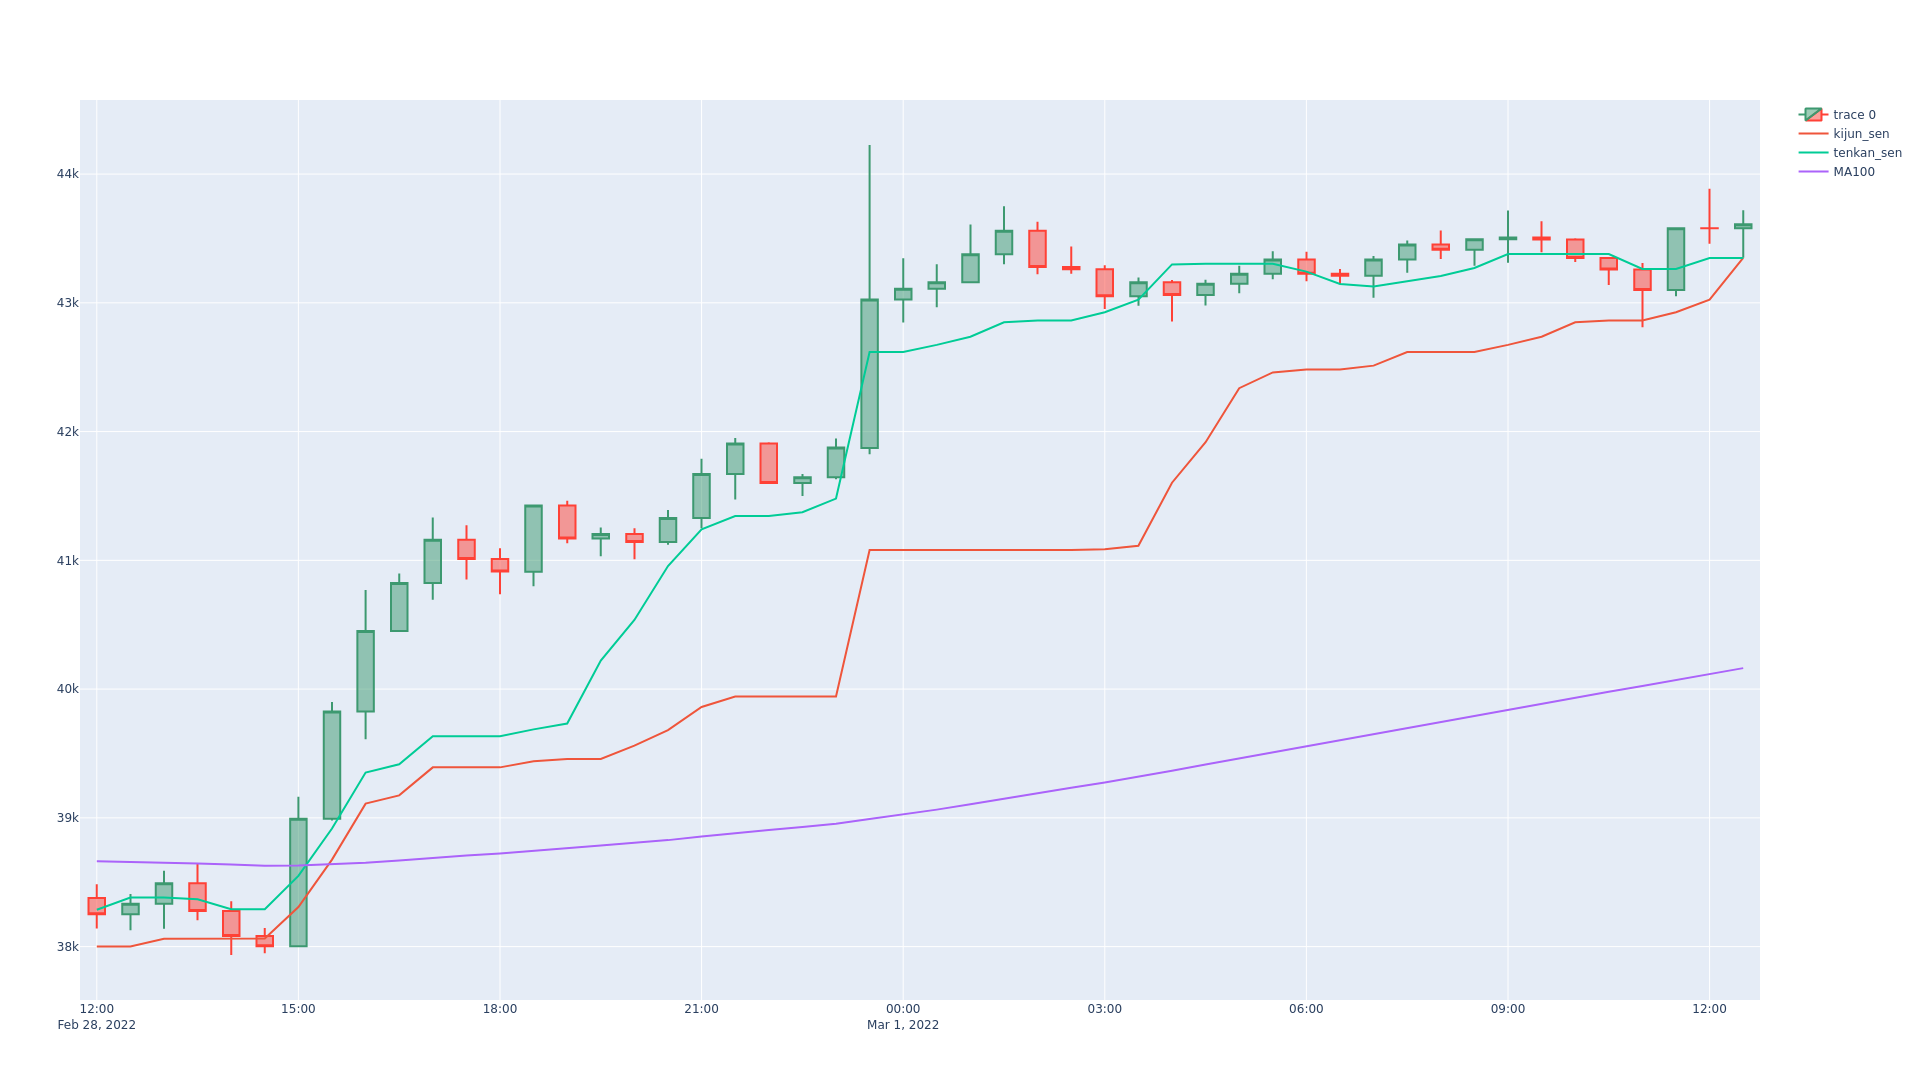 trace 0
kijun_sen
tenkan_sen
MA100
44k
43k
42k
41k
40k
39k
38k
12:00 15:00 18:00 21:00 00:00 03:00 06:00 09:00 12:00
Feb 28, 2022 Mar 1, 2022